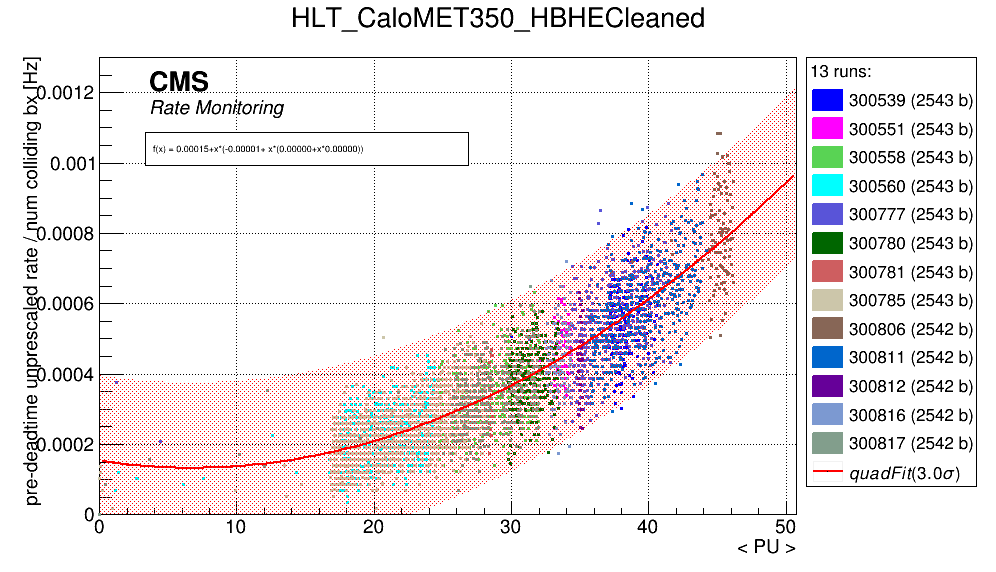 HLT_CaloMET350_HBHECleaned
pre-deadtime unprescaled rate / num colliding bx [Hz]
CMS
Rate Monitoring
f(x) = 0.00015+x*(-0.00001+ x*(0.00000+x*0.00000))
0.0012
0.001
0.0008
0.0006
0.0004
0.0002
0
0 10 20 30 40 50
< PU >
13 runs:
300539 (2543 b)
300551 (2543 b)
300558 (2543 b)
300560 (2543 b)
300777 (2543 b)
300780 (2543 b)
300781 (2543 b)
300785 (2543 b)
300806 (2542 b)
300811 (2542 b)
300812 (2542 b)
300816 (2542 b)
300817 (2542 b)
quadFit(3.0σ)